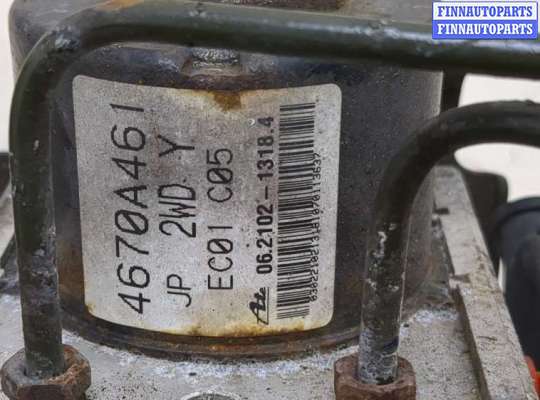 FINNAUTOPARTS
FINNAUTOPARTS
4670A461
JP 2WD Y
EC01 C05
Ate 06.2102-1318.4